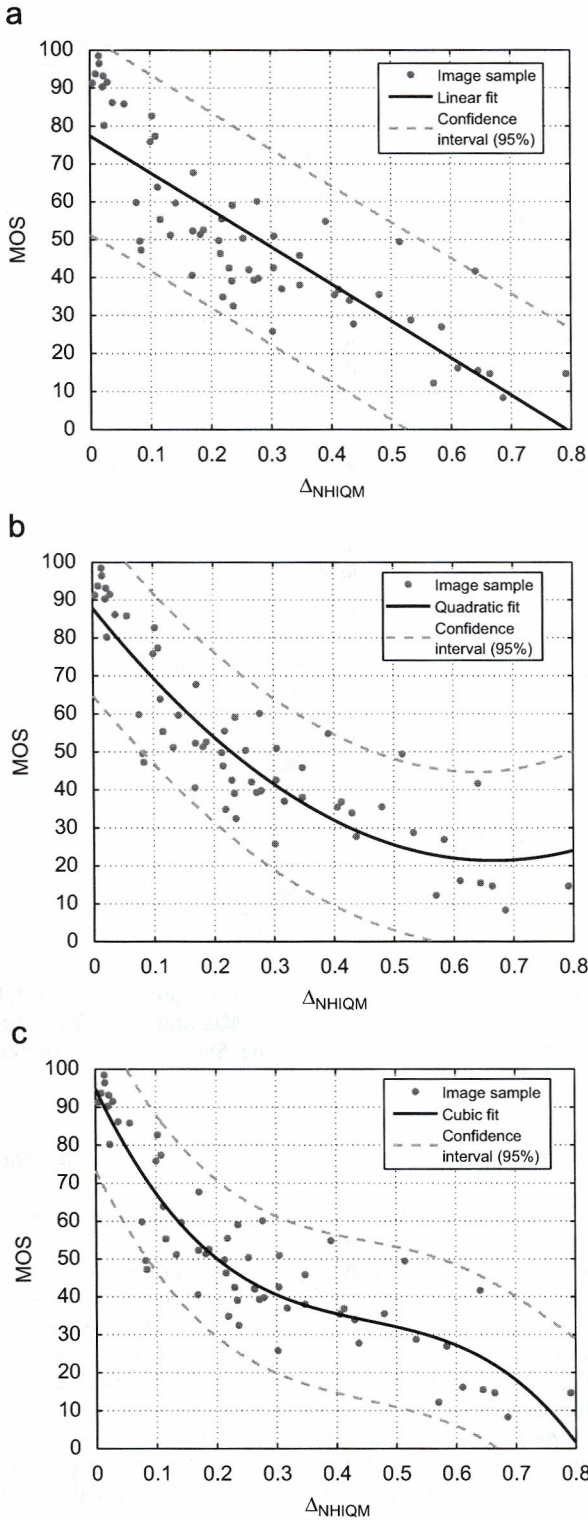 a
100
90
80
70
60
50
40
30
20
10
0
MOS
Image sample
Linear fit
Confidence
interval (95%)
0 0.1 0.2 0.3 0.4 0.5 0.6 0.7 0.8
ΔNHIQM
b
100
90
80
70
60
50
40
30
20
10
0
MOS
Image sample
Quadratic fit
Confidence
interval (95%)
0 0.1 0.2 0.3 0.4 0.5 0.6 0.7 0.8
ΔNHIQM
c
100
90
80
70
60
50
40
30
20
10
0
MOS
Image sample
Cubic fit
Confidence
interval (95%)
0 0.1 0.2 0.3 0.4 0.5 0.6 0.7 0.8
ΔNHIQM